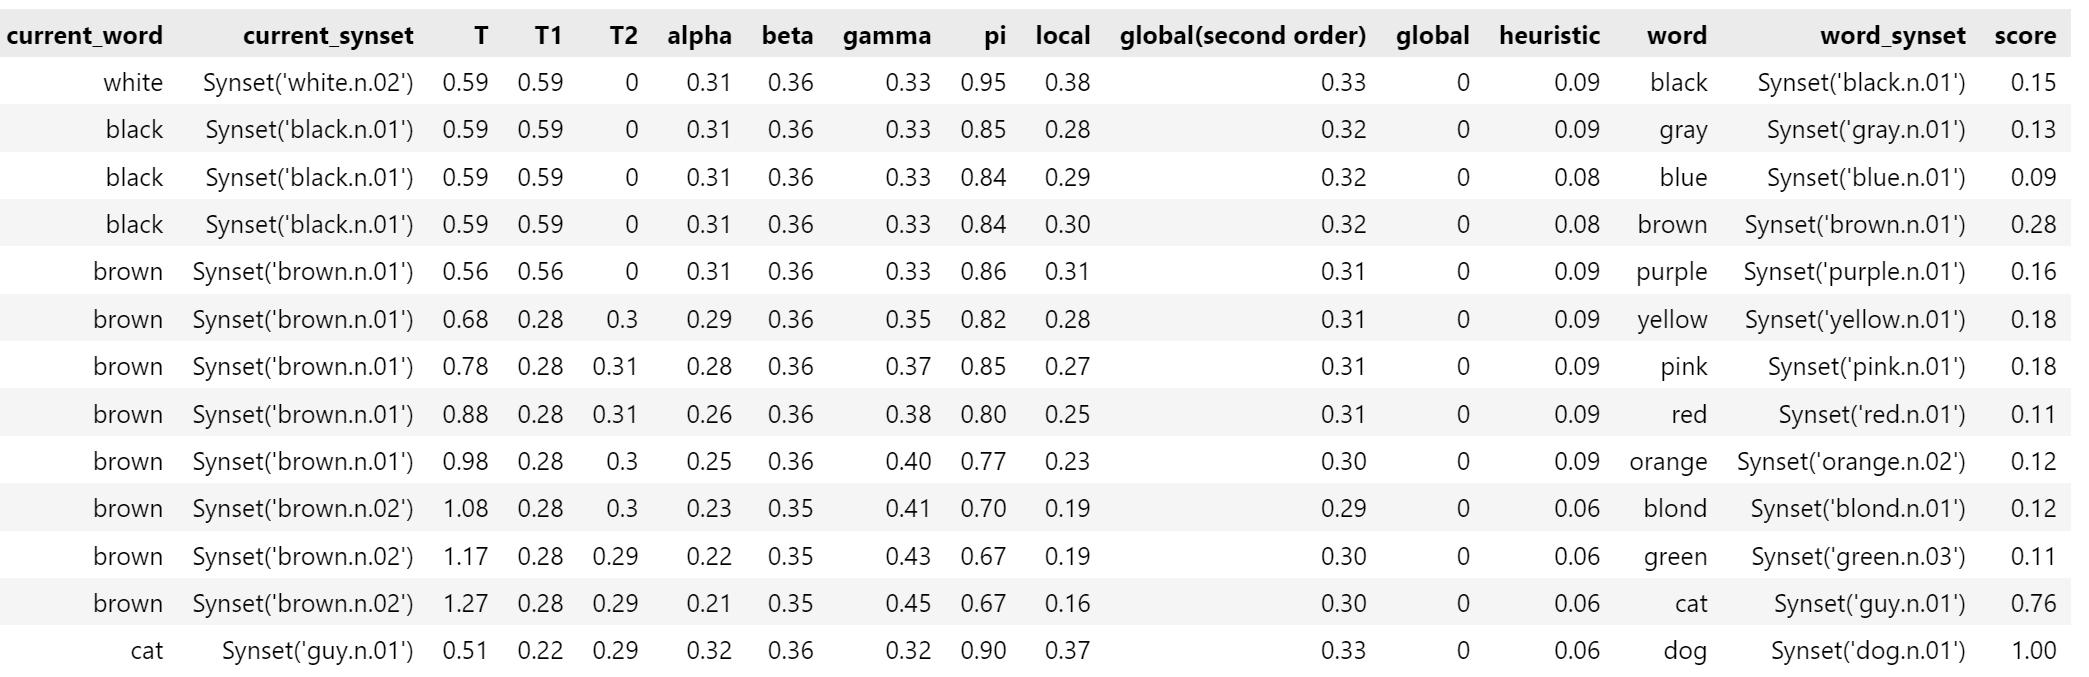 current_word current_synset T T1 T2 alpha beta gamma pi local global(second order) global heuristic word word_synset score
white Synset('white.n.02') 0.59 0.59 0 0.31 0.36 0.33 0.95 0.38 0.33 0 0.09 black Synset('black.n.01') 0.15
black Synset('black.n.01') 0.59 0.59 0 0.31 0.36 0.33 0.85 0.28 0.32 0 0.09 gray Synset('gray.n.01') 0.13
black Synset('black.n.01') 0.59 0.59 0 0.31 0.36 0.33 0.84 0.29 0.32 0 0.08 blue Synset('blue.n.01') 0.09
black Synset('black.n.01') 0.59 0.59 0 0.31 0.36 0.33 0.84 0.30 0.32 0 0.08 brown Synset('brown.n.01') 0.28
brown Synset('brown.n.01') 0.56 0.56 0 0.31 0.36 0.33 0.86 0.31 0.31 0 0.09 purple Synset('purple.n.01') 0.16
brown Synset('brown.n.01') 0.68 0.28 0.3 0.29 0.36 0.35 0.82 0.28 0.31 0 0.09 yellow Synset('yellow.n.01') 0.18
brown Synset('brown.n.01') 0.78 0.28 0.31 0.28 0.36 0.37 0.85 0.27 0.31 0 0.09 pink Synset('pink.n.01') 0.18
brown Synset('brown.n.01') 0.88 0.28 0.31 0.26 0.36 0.38 0.80 0.25 0.31 0 0.09 red Synset('red.n.01') 0.11
brown Synset('brown.n.01') 0.98 0.28 0.3 0.25 0.36 0.40 0.77 0.23 0.30 0 0.09 orange Synset('orange.n.02') 0.12
brown Synset('brown.n.02') 1.08 0.28 0.3 0.23 0.35 0.41 0.70 0.19 0.29 0 0.06 blond Synset('blond.n.01') 0.12
brown Synset('brown.n.02') 1.17 0.28 0.29 0.22 0.35 0.43 0.67 0.19 0.30 0 0.06 green Synset('green.n.03') 0.11
brown Synset('brown.n.02') 1.27 0.28 0.29 0.21 0.35 0.45 0.67 0.16 0.30 0 0.06 cat Synset('guy.n.01') 0.76
cat Synset('guy.n.01') 0.51 0.22 0.29 0.32 0.36 0.32 0.90 0.37 0.33 0 0.06 dog Synset('dog.n.01') 1.00